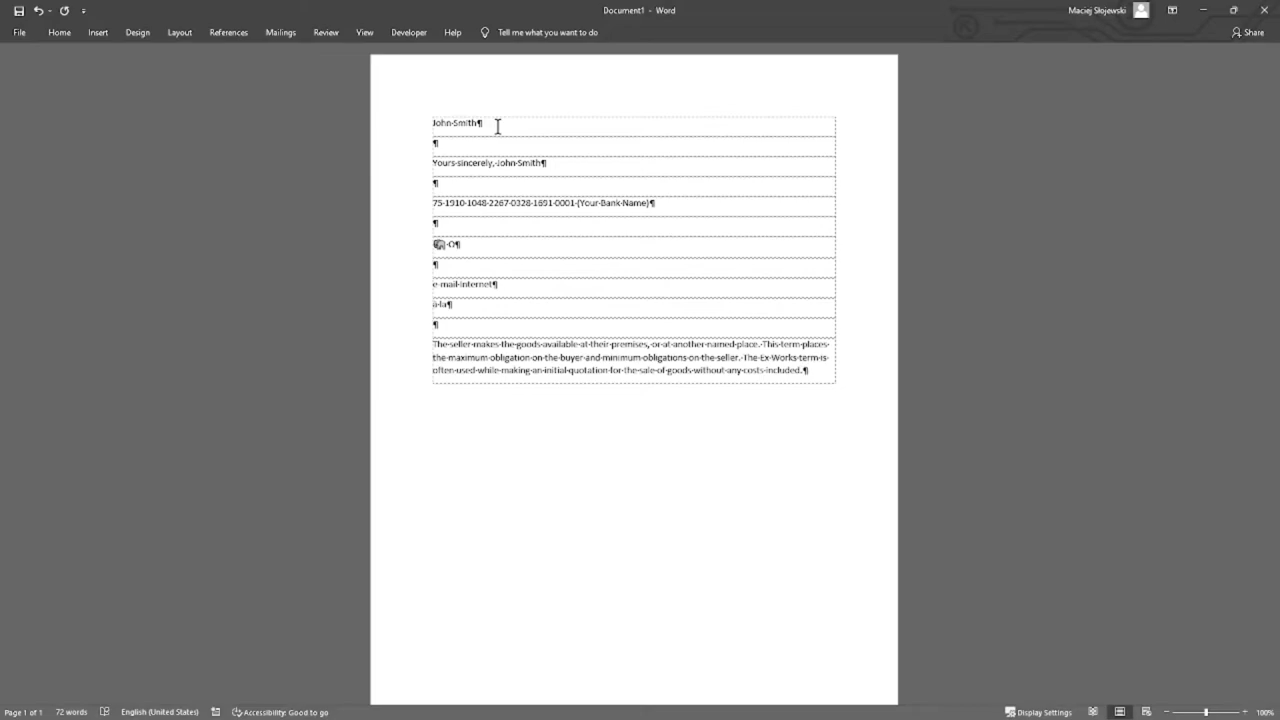 Document1 - Word
Maciej Słojewski
File Home Insert Design Layout References Mailings Review View Developer Help Tell me what you want to do
Share
John·Smith¶
¶
Yours·sincerely,·John·Smith¶
¶
75·1910·1048·2267·0328·1691·0001·(Your·Bank·Name)¶
¶
·Ω¶
¶
e-mail·internet¶
à·la¶
¶
The·seller·makes·the·goods·available·at·their·premises,·or·at·another·named·place.·This·term·places·
the·maximum·obligation·on·the·buyer·and·minimum·obligations·on·the·seller.·The·Ex·Works·term·is·
often·used·while·making·an·initial·quotation·for·the·sale·of·goods·without·any·costs·included.¶
Page 1 of 1 72 words English (United States) Accessibility: Good to go Display Settings 100%